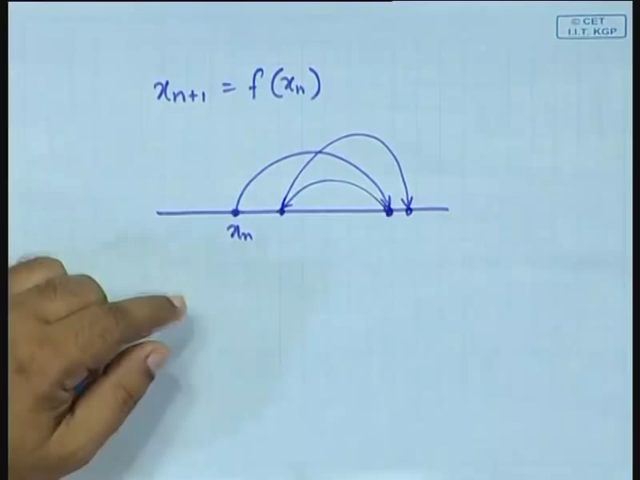 © CET
I.I.T. KGP
xₙ₊₁ = f(xₙ)
xₙ